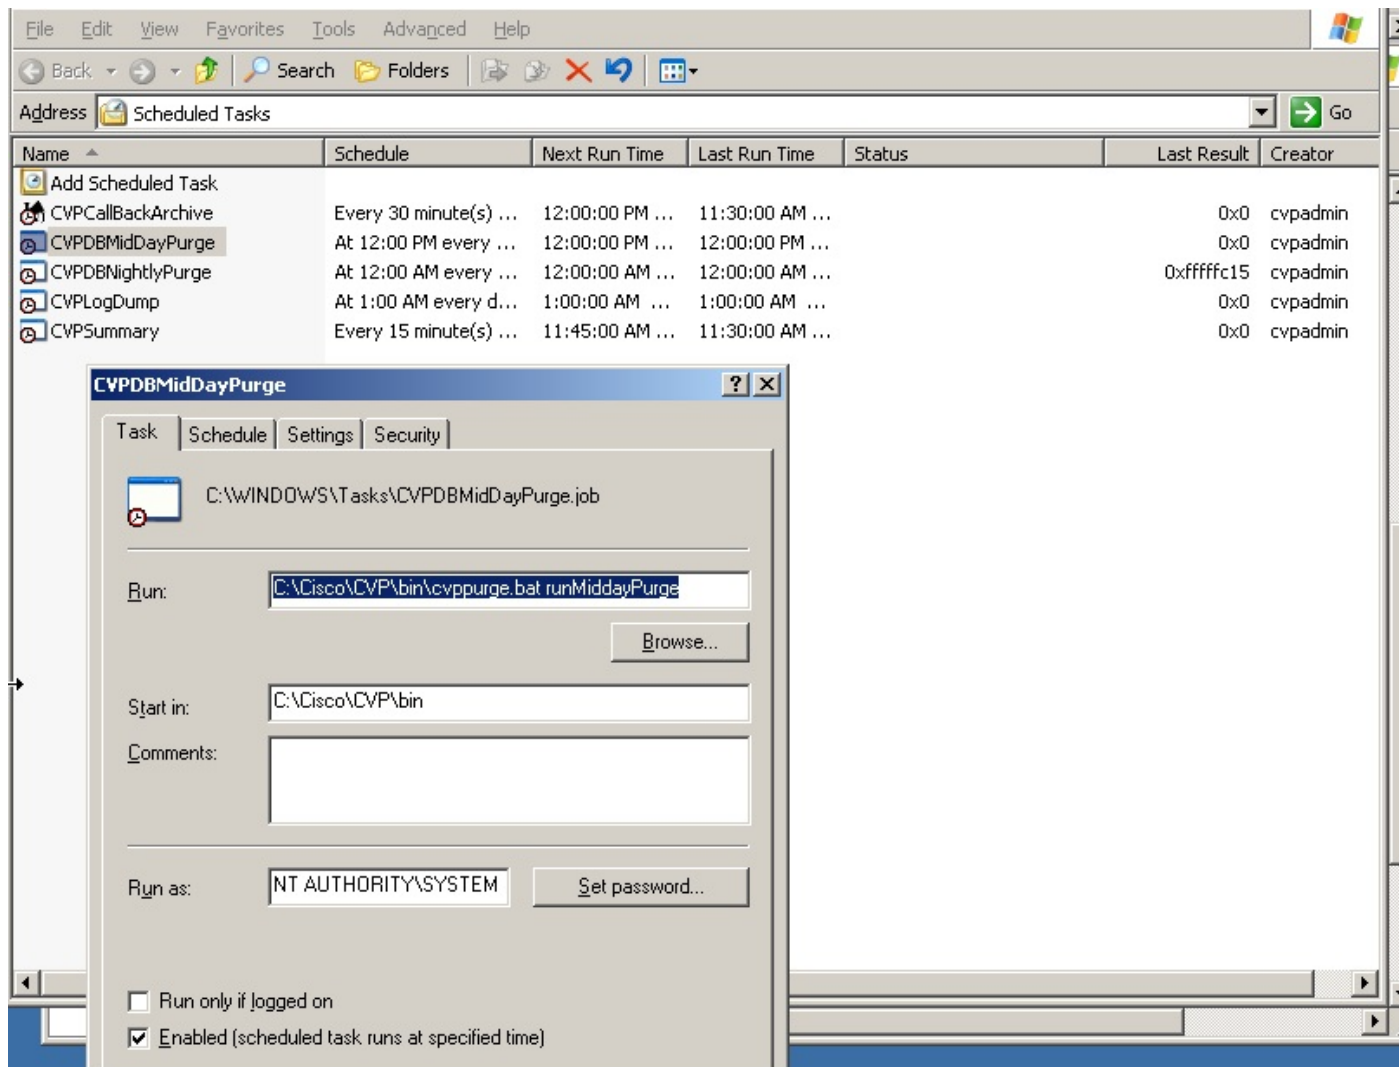 File Edit View Favorites Tools Advanced Help
Back Search Folders
Address Scheduled Tasks Go
Name Schedule Next Run Time Last Run Time Status Last Result Creator
Add Scheduled Task
CVPCallBackArchive Every 30 minute(s) ... 12:00:00 PM ... 11:30:00 AM ... 0x0 cvpadmin
CVPDBMidDayPurge At 12:00 PM every ... 12:00:00 PM ... 12:00:00 PM ... 0x0 cvpadmin
CVPDBNightlyPurge At 12:00 AM every ... 12:00:00 AM ... 12:00:00 AM ... 0xfffffc15 cvpadmin
CVPLogDump At 1:00 AM every d... 1:00:00 AM ... 1:00:00 AM ... 0x0 cvpadmin
CVPSummary Every 15 minute(s) ... 11:45:00 AM ... 11:30:00 AM ... 0x0 cvpadmin
CVPDBMidDayPurge
Task Schedule Settings Security
C:\WINDOWS\Tasks\CVPDBMidDayPurge.job
Run: C:\Cisco\CVP\bin\cvppurge.bat runMiddayPurge
Browse...
Start in: C:\Cisco\CVP\bin
Comments:
Run as: NT AUTHORITY\SYSTEM Set password...
Run only if logged on
Enabled (scheduled task runs at specified time)